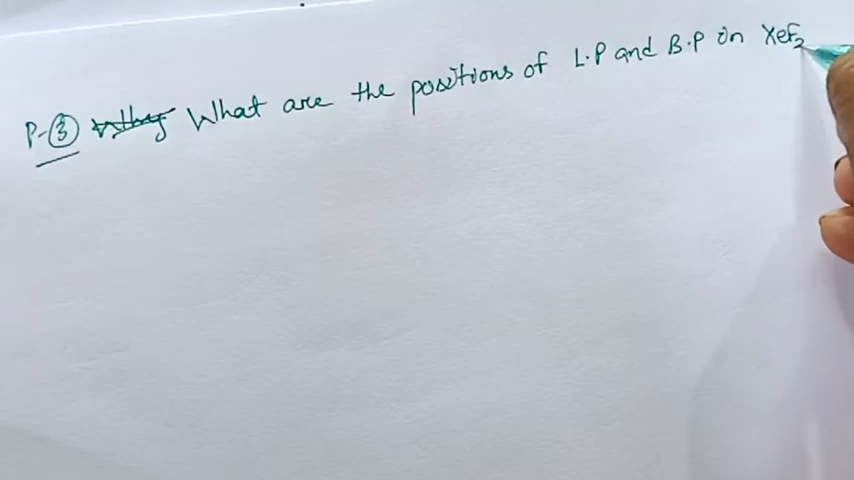 P-③ What are the positions of L.P and B.P in XeF₂